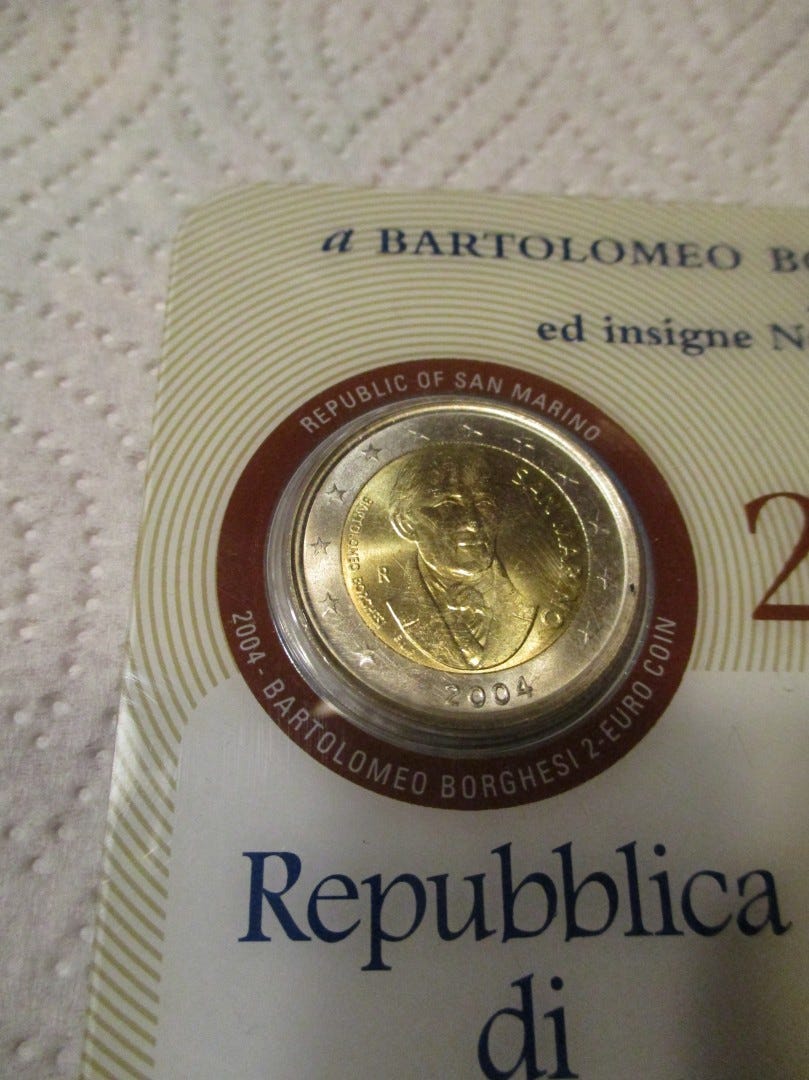 a BARTOLOMEO BO
ed insigne N
REPUBLIC OF SAN MARINO
SAN MARINO
BARTOLOMEO BORGHESI
R
2004
2004 - BARTOLOMEO BORGHESI 2-EURO COIN
2
Repubblica
di